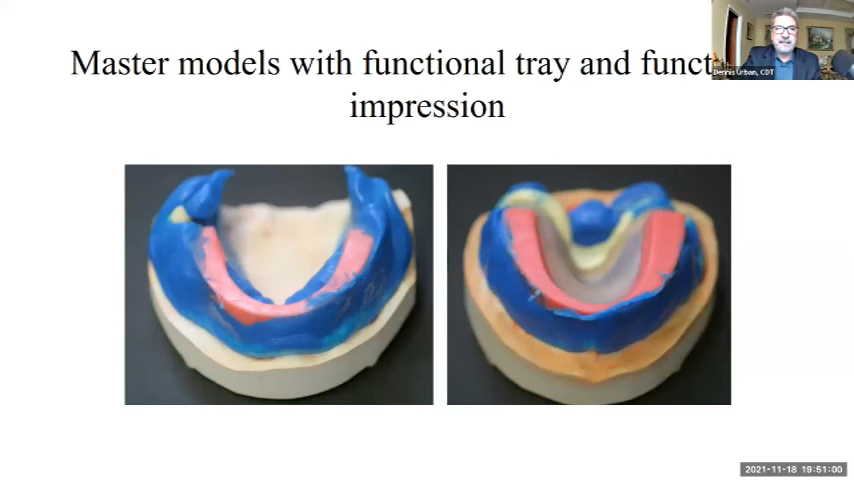 Master models with functional tray and funct
impression
Dennis Urban, CDT
2021-11-18 19:51:00